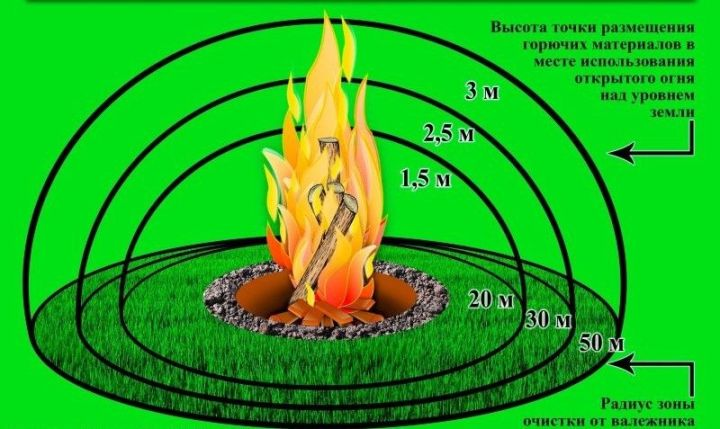 Высота точки размещения
горючих материалов в
месте использования
открытого огня
над уровнем
земли
3 м
2,5 м
1,5 м
20 м
30 м
50 м
Радиус зоны
очистки от валежника